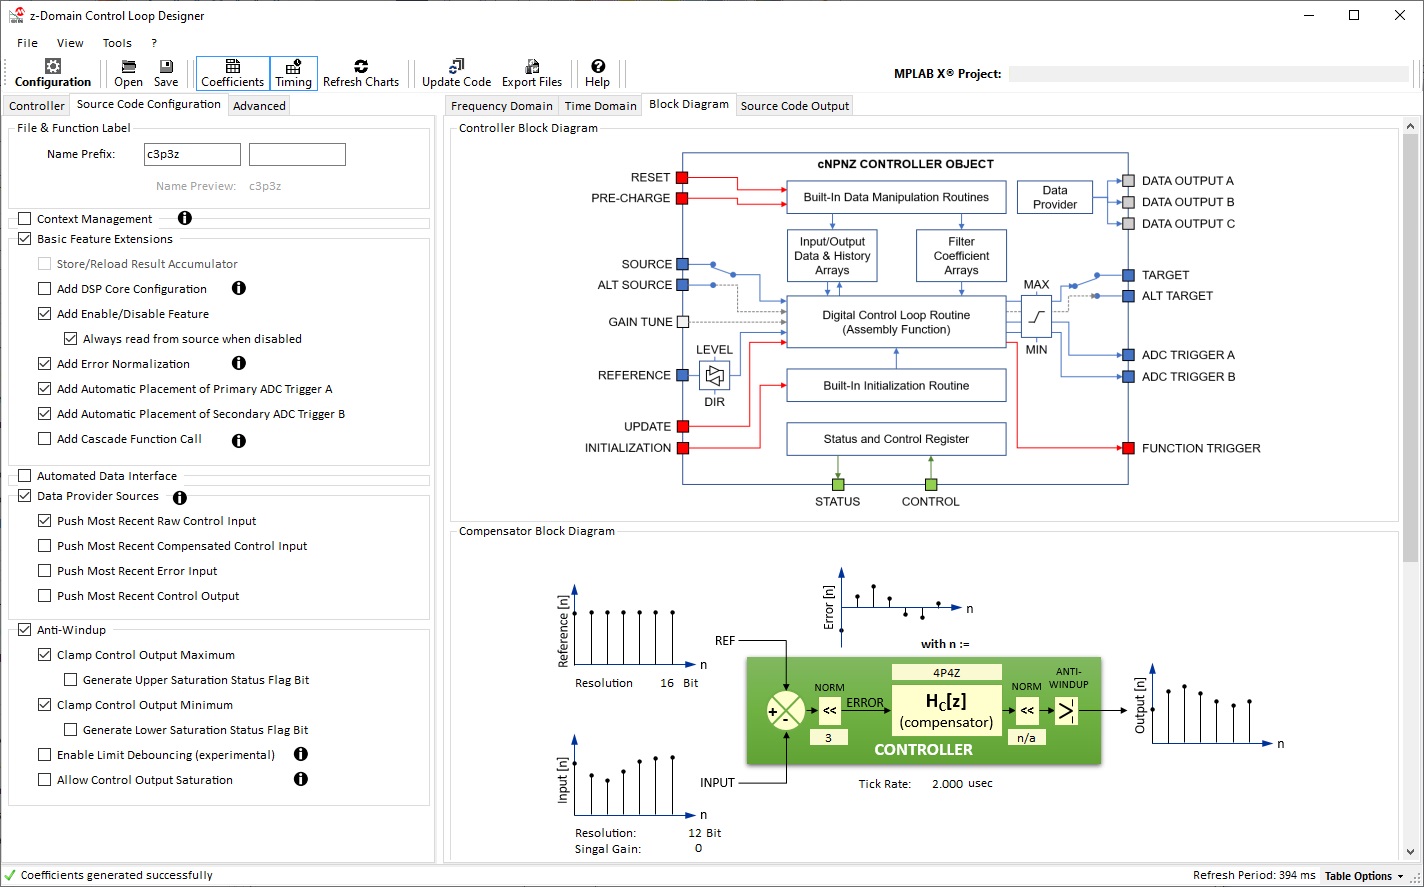 z-Domain Control Loop Designer
File View Tools ?
Configuration Open Save Coefficients Timing Refresh Charts Update Code Export Files Help MPLAB X® Project:
Controller Source Code Configuration Advanced
File & Function Label
Name Prefix: c3p3z
Name Preview: c3p3z
Context Management
Basic Feature Extensions
Store/Reload Result Accumulator
Add DSP Core Configuration
Add Enable/Disable Feature
Always read from source when disabled
Add Error Normalization
Add Automatic Placement of Primary ADC Trigger A
Add Automatic Placement of Secondary ADC Trigger B
Add Cascade Function Call
Automated Data Interface
Data Provider Sources
Push Most Recent Raw Control Input
Push Most Recent Compensated Control Input
Push Most Recent Error Input
Push Most Recent Control Output
Anti-Windup
Clamp Control Output Maximum
Generate Upper Saturation Status Flag Bit
Clamp Control Output Minimum
Generate Lower Saturation Status Flag Bit
Enable Limit Debouncing (experimental)
Allow Control Output Saturation
Frequency Domain Time Domain Block Diagram Source Code Output
Controller Block Diagram
cNPNZ CONTROLLER OBJECT
RESET
PRE-CHARGE
SOURCE
ALT SOURCE
GAIN TUNE
REFERENCE
UPDATE
INITIALIZATION
LEVEL
DIR
Built-In Data Manipulation Routines
Data
Provider
Input/Output
Data & History
Arrays
Filter
Coefficient
Arrays
Digital Control Loop Routine
(Assembly Function)
Built-In Initialization Routine
Status and Control Register
STATUS
CONTROL
MAX
MIN
DATA OUTPUT A
DATA OUTPUT B
DATA OUTPUT C
TARGET
ALT TARGET
ADC TRIGGER A
ADC TRIGGER B
FUNCTION TRIGGER
Compensator Block Diagram
Reference [n]
n
Resolution 16 Bit
REF
Error [n]
n
with n :=
4P4Z
ANTI-
WINDUP
NORM
<<
3
ERROR
+
-
HC[z]
(compensator)
NORM
<<
n/a
CONTROLLER
Output [n]
n
Input [n]
n
INPUT
Tick Rate: 2.000 usec
Resolution: 12 Bit
Singal Gain: 0
Coefficients generated successfully
Refresh Period: 394 ms Table Options